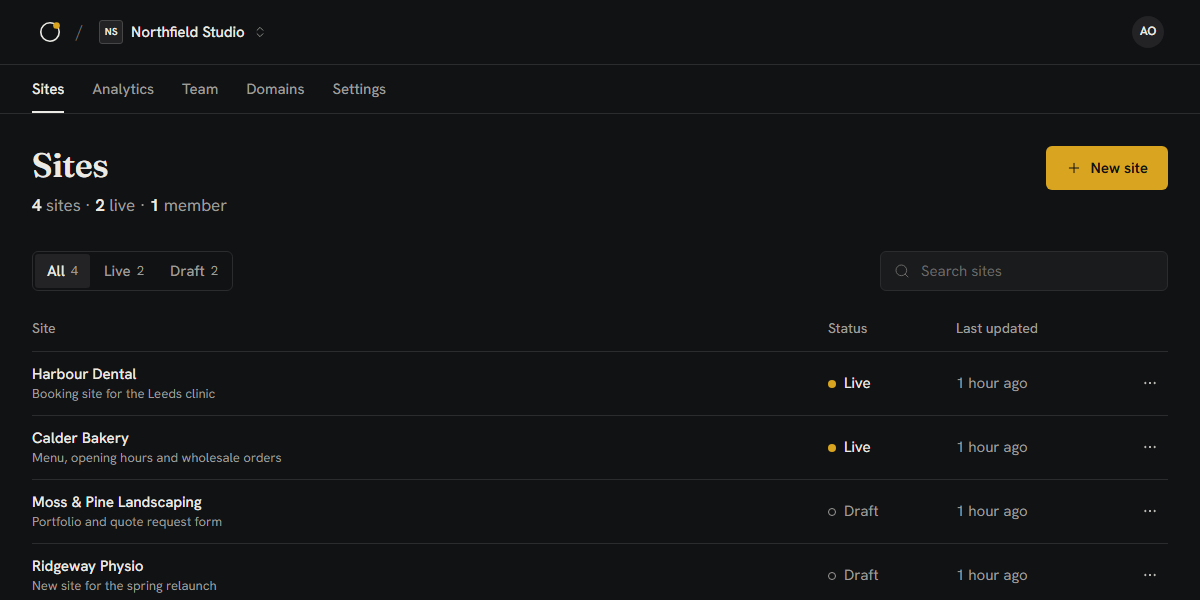 / NS Northfield Studio AO
Sites Analytics Team Domains Settings
Sites
+ New site
4 sites · 2 live · 1 member
All 4 Live 2 Draft 2 Search sites
Site Status Last updated
Harbour Dental
Booking site for the Leeds clinic
Live 1 hour ago ···
Calder Bakery
Menu, opening hours and wholesale orders
Live 1 hour ago ···
Moss & Pine Landscaping
Portfolio and quote request form
Draft 1 hour ago ···
Ridgeway Physio
New site for the spring relaunch
Draft 1 hour ago ···